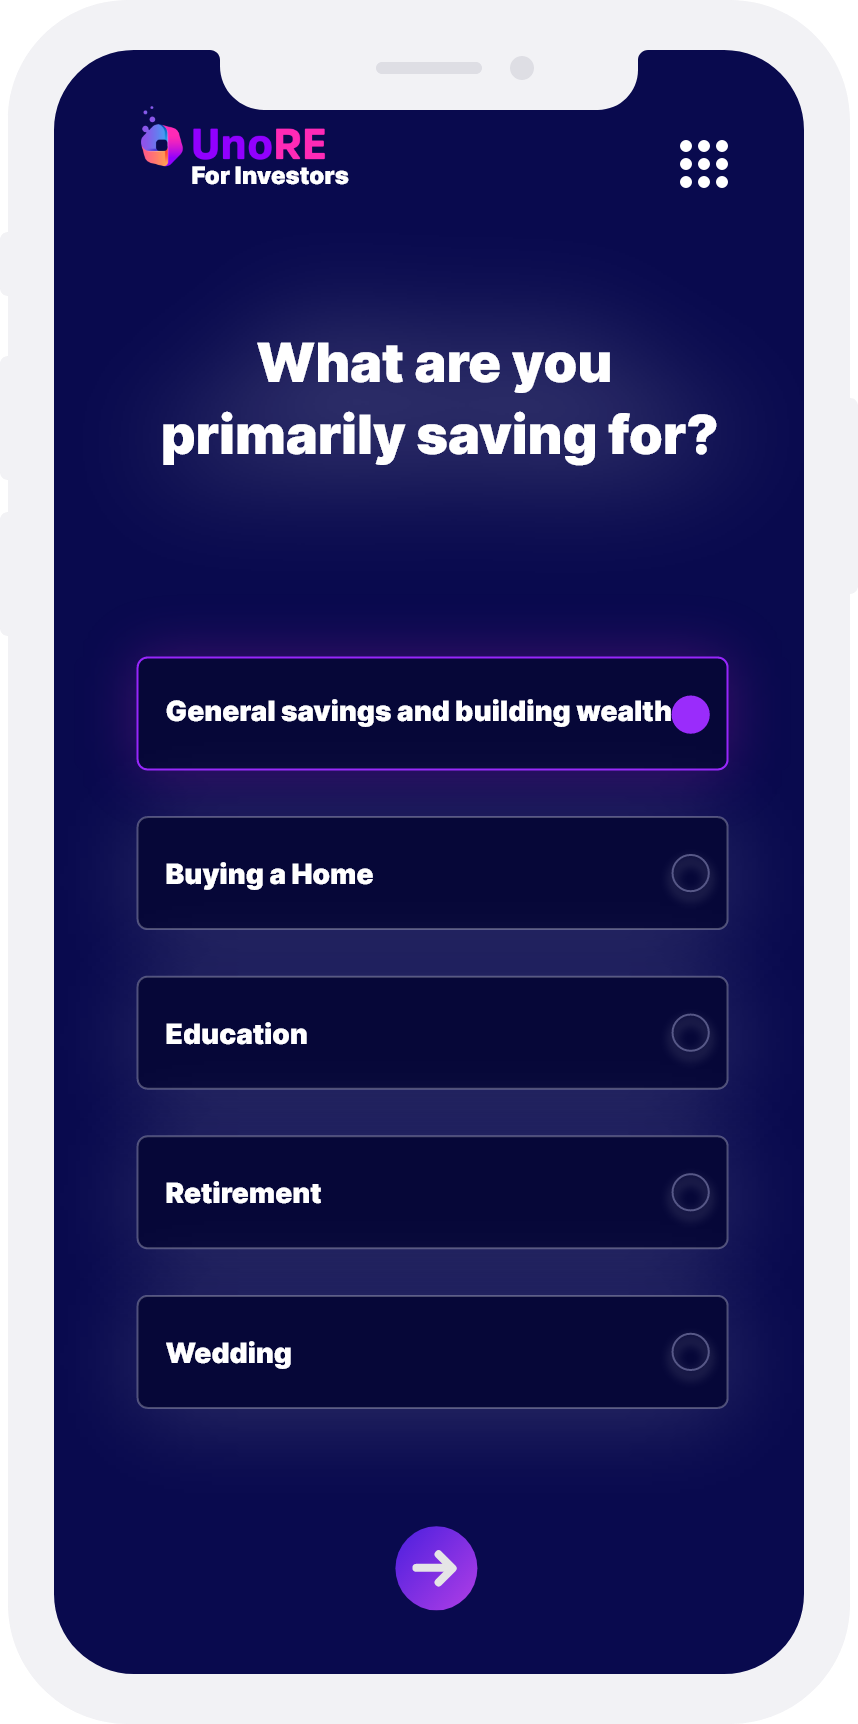 UnoRE
For Investors
What are you
primarily saving for?
General savings and building wealth
Buying a Home
Education
Retirement
Wedding